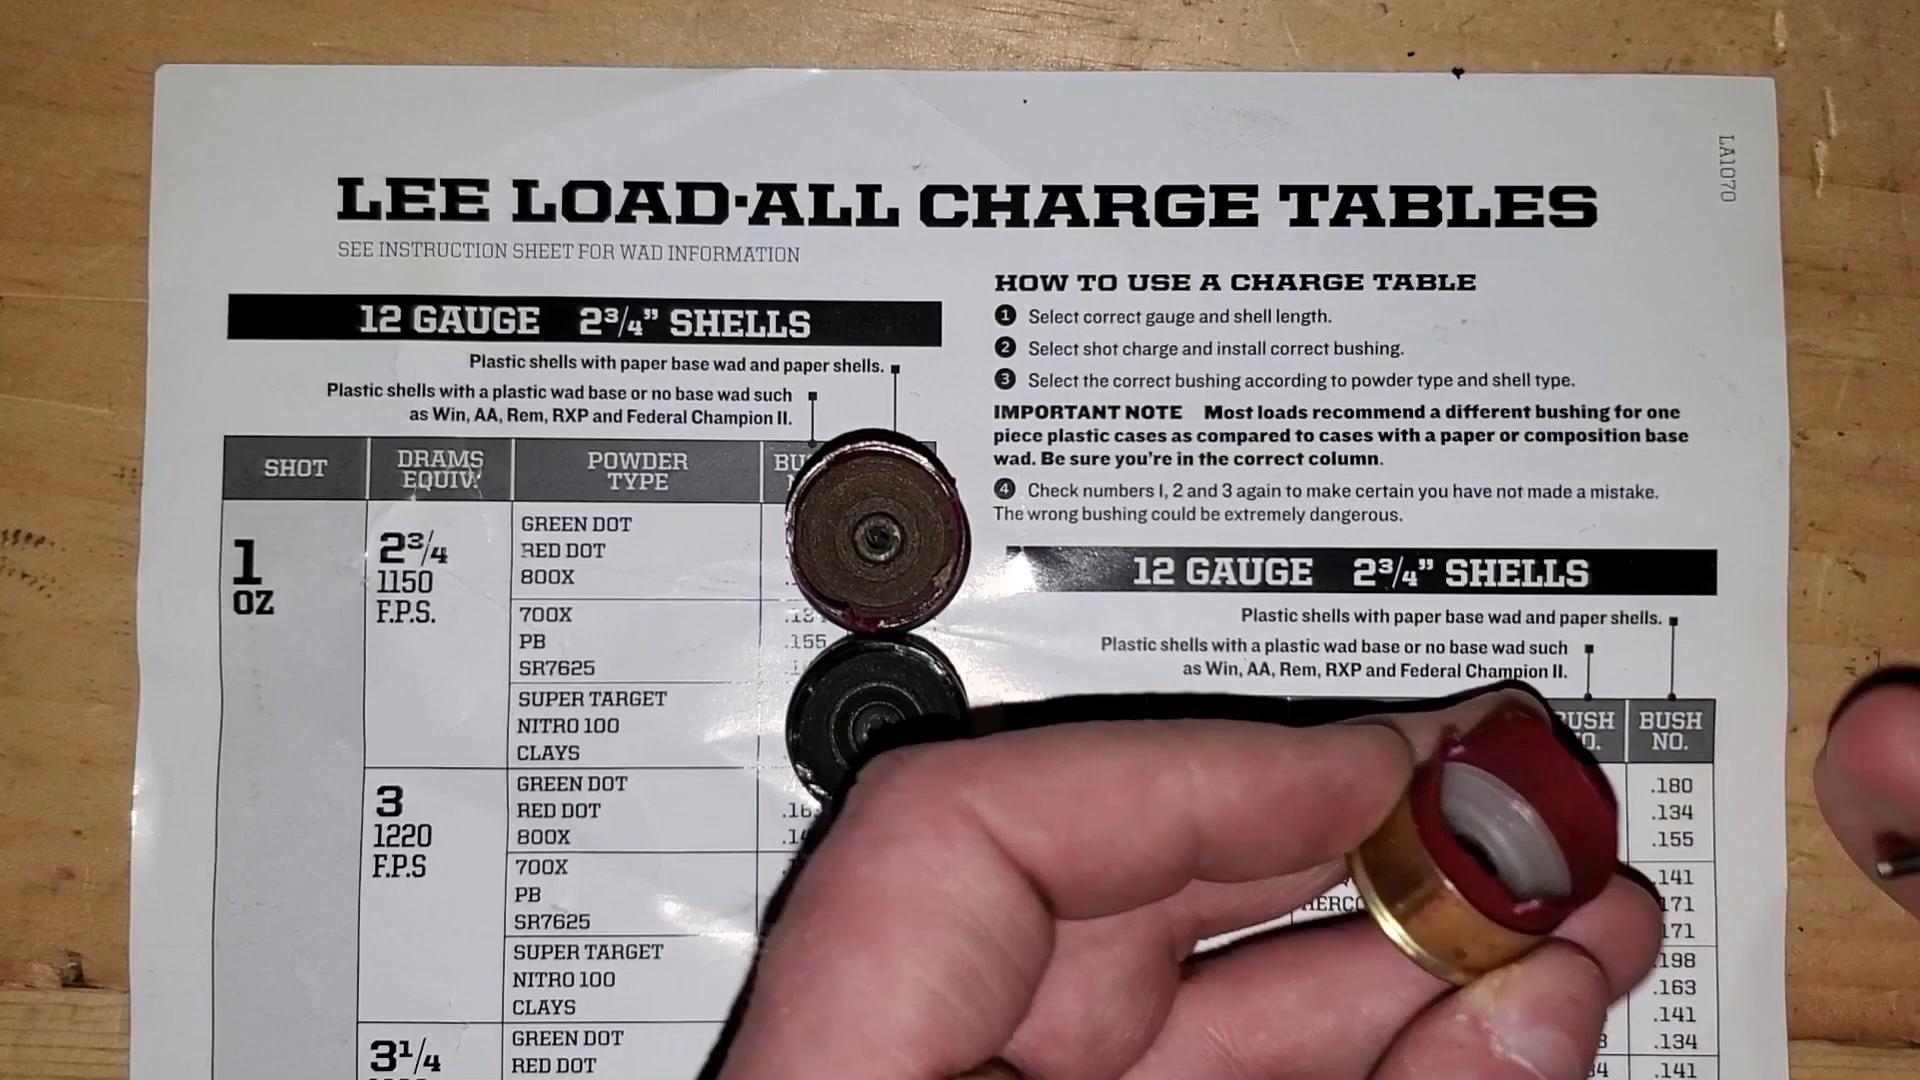 LEE LOAD-ALL CHARGE TABLES
SEE INSTRUCTION SHEET FOR WAD INFORMATION
LA1070
12 GAUGE 2¾” SHELLS
Plastic shells with paper base wad and paper shells.
Plastic shells with a plastic wad base or no base wad such
as Win, AA, Rem, RXP and Federal Champion II.
SHOT
DRAMS
EQUIV.
POWDER
TYPE
1
OZ
2¾
1150
F.P.S.
GREEN DOT
RED DOT
800X
700X
PB .155
SR7625
SUPER TARGET
NITRO 100
CLAYS
3
1220
F.P.S
GREEN DOT
RED DOT
800X
700X
PB
SR7625
SUPER TARGET
NITRO 100
CLAYS
3¼
GREEN DOT
RED DOT
HOW TO USE A CHARGE TABLE
1 Select correct gauge and shell length.
2 Select shot charge and install correct bushing.
3 Select the correct bushing according to powder type and shell type.
IMPORTANT NOTE Most loads recommend a different bushing for one
piece plastic cases as compared to cases with a paper or composition base
wad. Be sure you’re in the correct column.
4 Check numbers 1, 2 and 3 again to make certain you have not made a mistake.
The wrong bushing could be extremely dangerous.
12 GAUGE 2¾” SHELLS
Plastic shells with paper base wad and paper shells.
Plastic shells with a plastic wad base or no base wad such
as Win, AA, Rem, RXP and Federal Champion II.
BUSH
NO.
.180
.134
.155
.141
.198
.163
.141
.134
.141